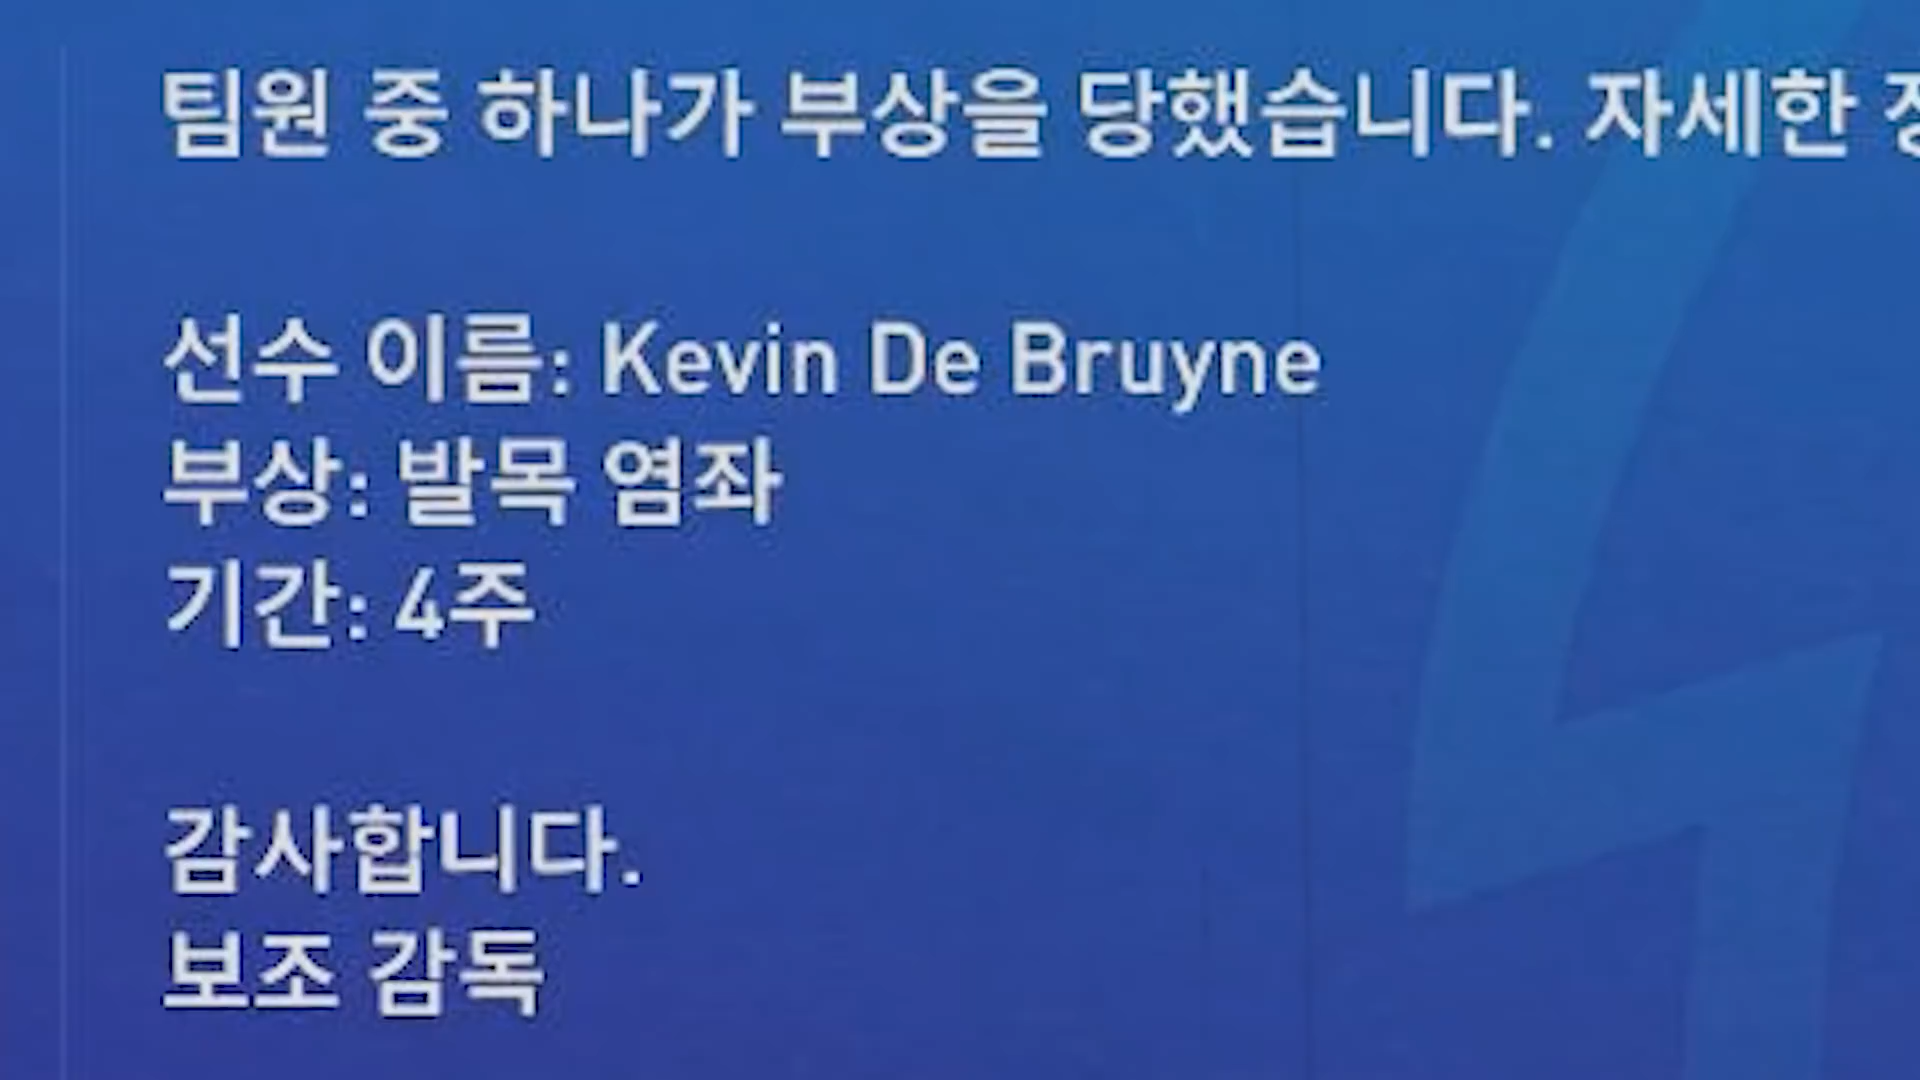 팀원 중 하나가 부상을 당했습니다. 자세한
선수 이름: Kevin De Bruyne
부상: 발목 염좌
기간: 4주
감사합니다.
보조 감독